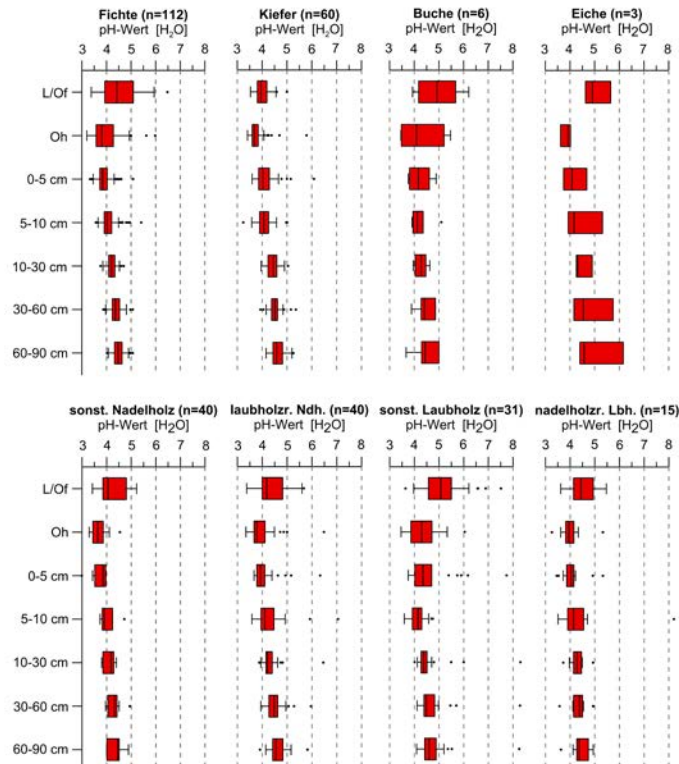 Fichte (n=112) Kiefer (n=60) Buche (n=6) Eiche (n=3)
pH-Wert [H₂O] pH-Wert [H₂O] pH-Wert [H2O] pH-Wert [H2O]
3 4 5 6 7 8 3 4 5 6 7 8 3 4 5 6 7 8 3 4 5 6 7 8
L/Of
Oh
0-5 cm
5-10 cm
10-30 cm
30-60 cm
60-90 cm
sonst. Nadelholz (n=40) laubholzr. Ndh. (n=40) sonst. Laubholz (n=31) nadelholzr. Lbh. (n=15)
pH-Wert [H2O] pH-Wert [H2O] pH-Wert [H2O] pH-Wert [H2O]
3 4 5 6 7 8 3 4 5 6 7 8 3 4 5 6 7 8 3 4 5 6 7 8
L/Of
Oh
0-5 cm
5-10 cm
10-30 cm
30-60 cm
60-90 cm